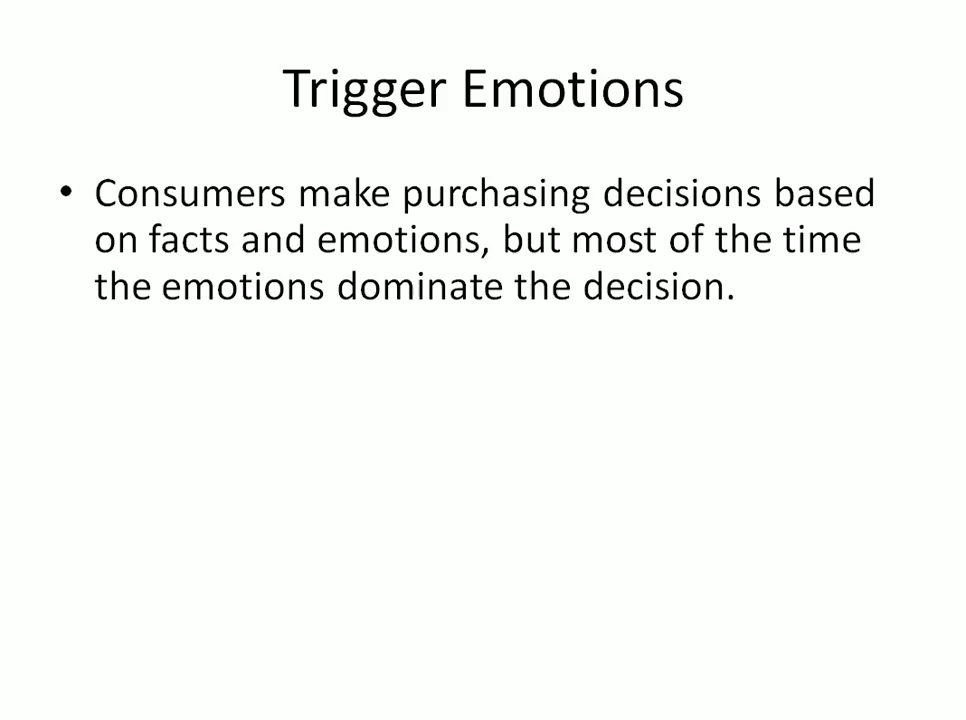 Trigger Emotions
• Consumers make purchasing decisions based
on facts and emotions, but most of the time
the emotions dominate the decision.